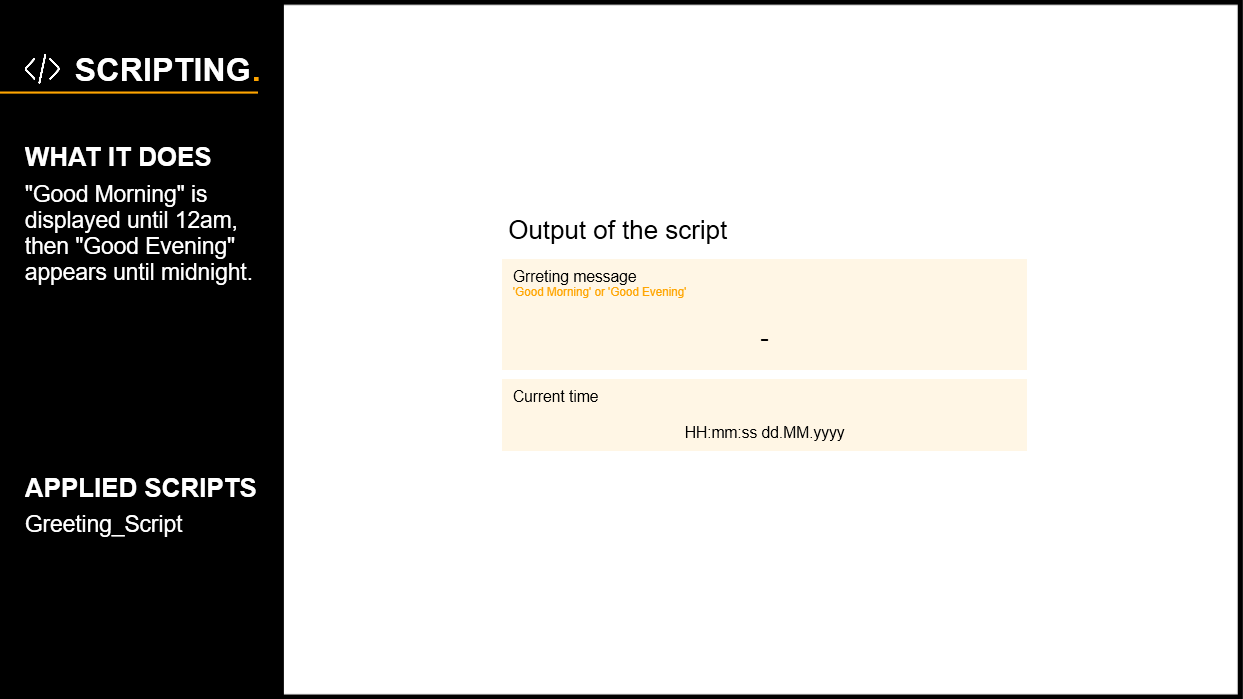 </> SCRIPTING.
WHAT IT DOES
"Good Morning" is
displayed until 12am,
then "Good Evening"
appears until midnight.
APPLIED SCRIPTS
Greeting_Script
Output of the script
Grreting message
'Good Morning' or 'Good Evening'
-
Current time
HH:mm:ss dd.MM.yyyy